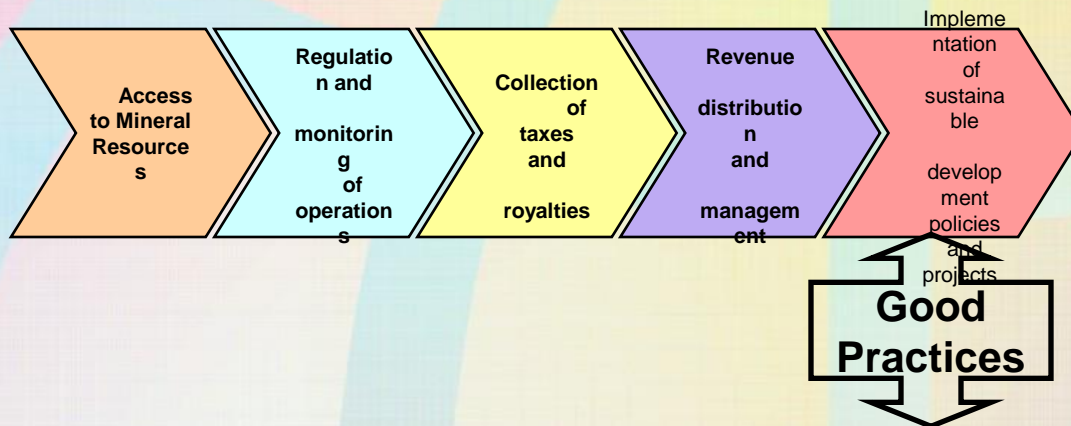 Access
to Mineral
Resource
s
Regulatio
n and
monitorin
g
of
operation
s
Collection
of
taxes
and
royalties
Revenue
distributio
n
and
managem
ent
Impleme
ntation
of
sustaina
ble
develop
ment
policies
and
projects
Good
Practices